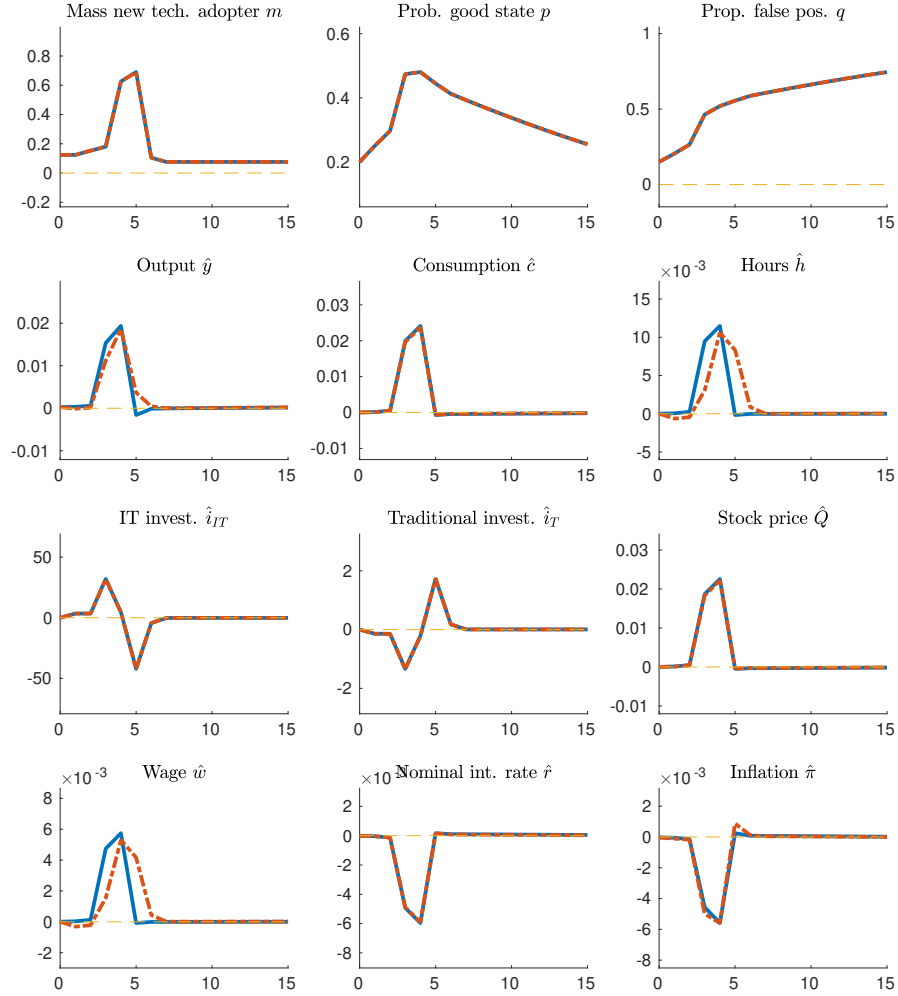 Mass new tech. adopter m
Prob. good state p
Prop. false pos. q
0.8
0.6
0.4
0.2
0
-0.2
0 5 10 15
0.6
0.4
0.2
0 5 10 15
1
0.5
0
0 5 10 15
Output ŷ
Consumption ĉ
Hours ĥ
0.02
0.01
0
-0.01
0 5 10 15
0.03
0.02
0.01
0
-0.01
0 5 10 15
×10⁻³
15
10
5
0
-5
0 5 10 15
IT invest. î_IT
Traditional invest. î_T
Stock price Q̂
50
0
-50
0 5 10 15
2
0
-2
0 5 10 15
0.03
0.02
0.01
0
-0.01
0 5 10 15
Wage ŵ
Nominal int. rate r̂
Inflation π̂
×10⁻³
8
6
4
2
0
-2
0 5 10 15
×10⁻³
2
0
-2
-4
-6
-8
0 5 10 15
×10⁻³
2
0
-2
-4
-6
-8
0 5 10 15